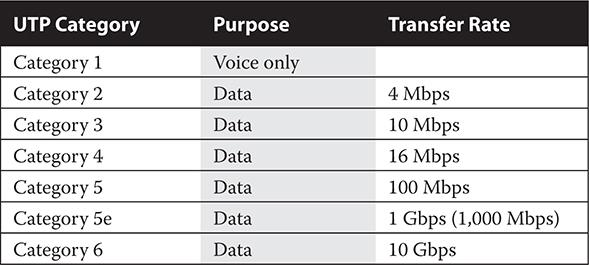 UTP Category Purpose Transfer Rate
Category 1 Voice only
Category 2 Data 4 Mbps
Category 3 Data 10 Mbps
Category 4 Data 16 Mbps
Category 5 Data 100 Mbps
Category 5e Data 1 Gbps (1,000 Mbps)
Category 6 Data 10 Gbps